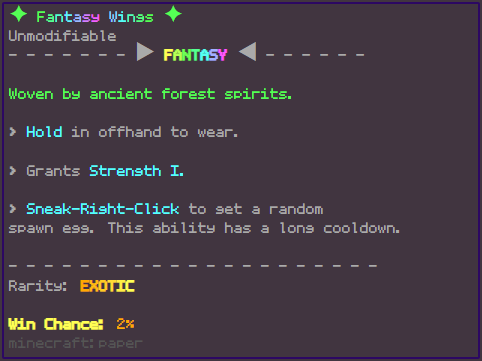 ✦ Fantasy Wings ✦
Unmodifiable
- - - - - - - ▶ FANTASY ◀ - - - - - -
Woven by ancient forest spirits.
> Hold in offhand to wear.
> Grants Strength I.
> Sneak-Right-Click to get a random
spawn egg. This ability has a long cooldown.
- - - - - - - - - - - - - - - - - - - - -
Rarity: EXOTIC
Win Chance: 2%
minecraft:paper